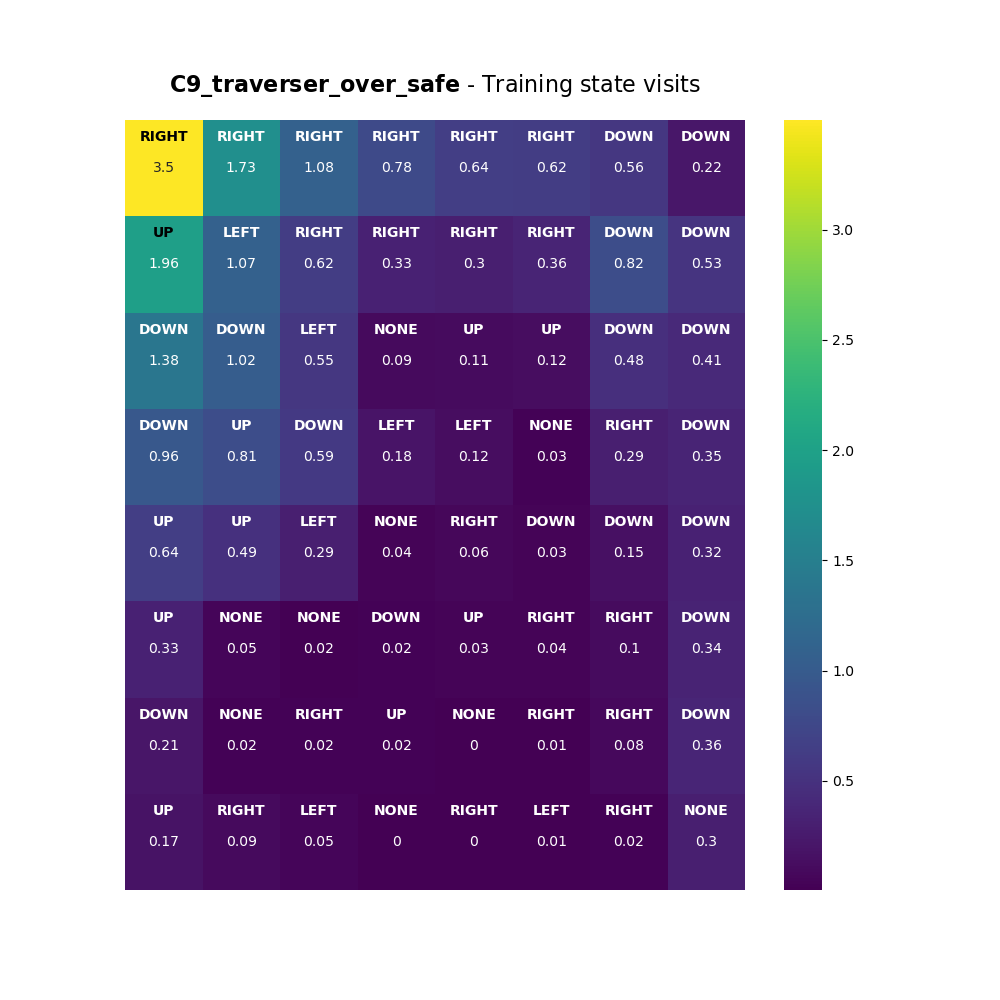 C9_traverser_over_safe - Training state visits
RIGHT RIGHT RIGHT RIGHT RIGHT RIGHT DOWN DOWN
3.5 1.73 1.08 0.78 0.64 0.62 0.56 0.22
UP LEFT RIGHT RIGHT RIGHT RIGHT DOWN DOWN
1.96 1.07 0.62 0.33 0.3 0.36 0.82 0.53
3.0
DOWN DOWN LEFT NONE UP UP DOWN DOWN
1.38 1.02 0.55 0.09 0.11 0.12 0.48 0.41
2.5
DOWN UP DOWN LEFT LEFT NONE RIGHT DOWN
0.96 0.81 0.59 0.18 0.12 0.03 0.29 0.35
2.0
UP UP LEFT NONE RIGHT DOWN DOWN DOWN
0.64 0.49 0.29 0.04 0.06 0.03 0.15 0.32
1.5
UP NONE NONE DOWN UP RIGHT RIGHT DOWN
0.33 0.05 0.02 0.02 0.03 0.04 0.1 0.34
1.0
DOWN NONE RIGHT UP NONE RIGHT RIGHT DOWN
0.21 0.02 0.02 0.02 0 0.01 0.08 0.36
0.5
UP RIGHT LEFT NONE RIGHT LEFT RIGHT NONE
0.17 0.09 0.05 0 0 0.01 0.02 0.3